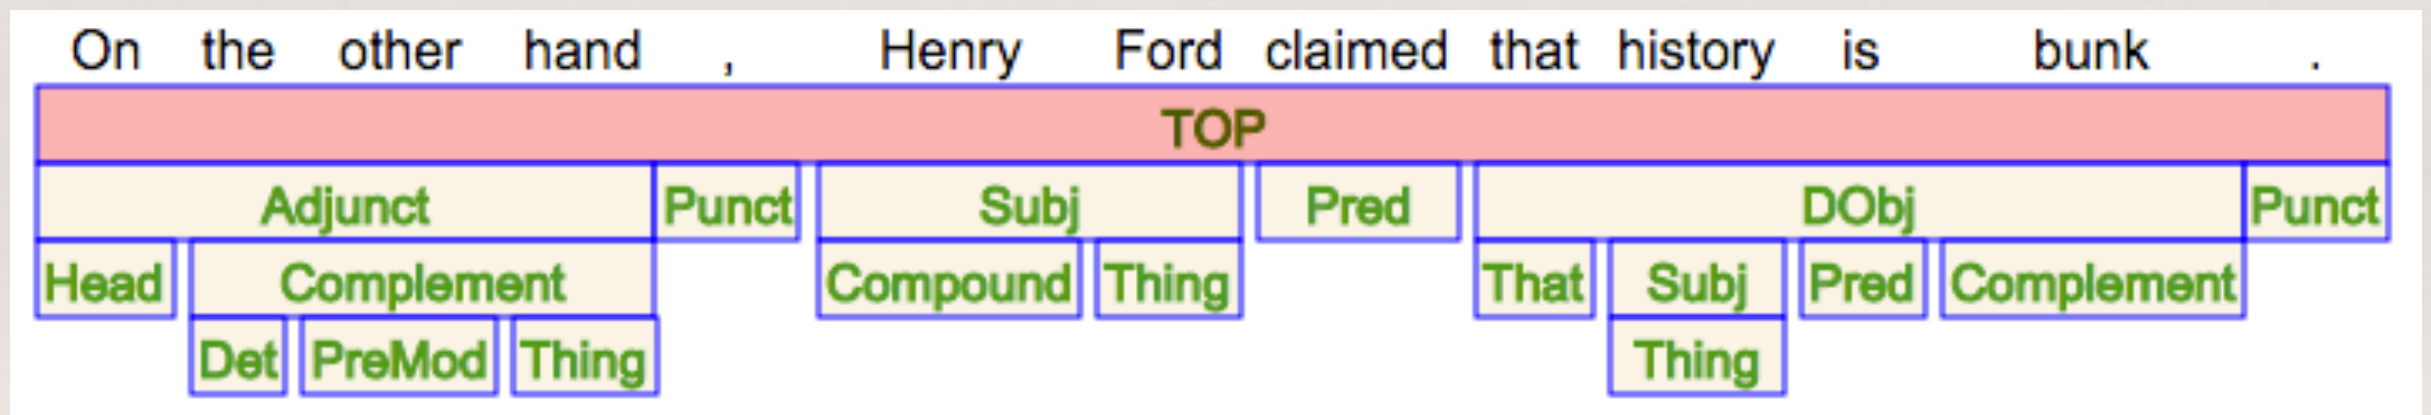 On the other hand , Henry Ford claimed that history is bunk .
TOP
Adjunct Punct Subj Pred DObj Punct
Head Complement Compound Thing That Subj Pred Complement
Det PreMod Thing Thing